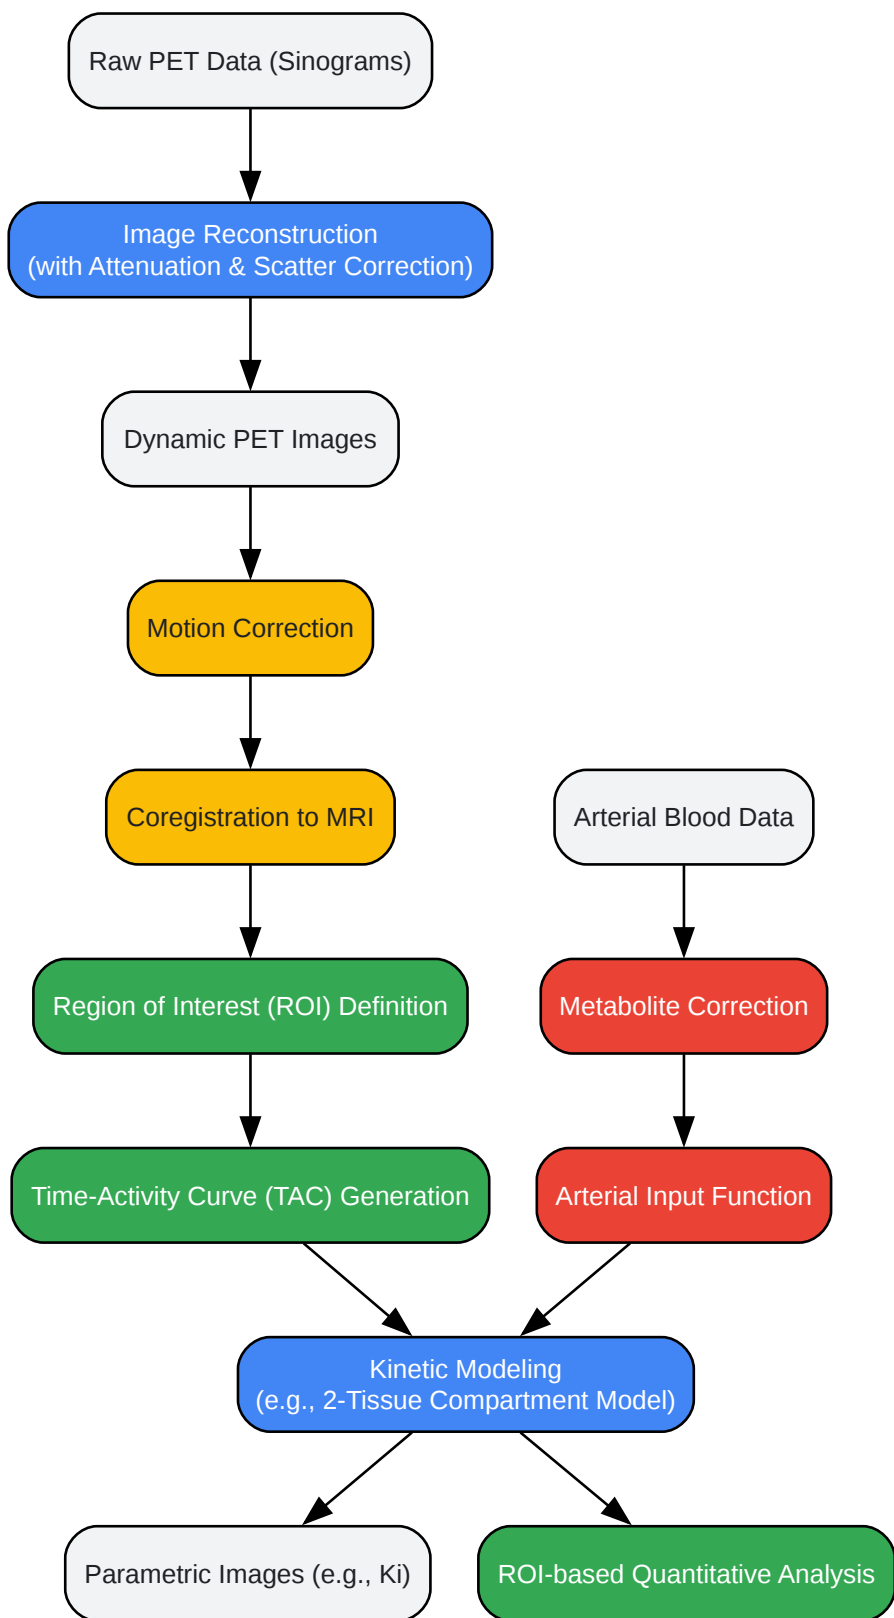 Raw PET Data (Sinograms)
Image Reconstruction
(with Attenuation & Scatter Correction)
Dynamic PET Images
Motion Correction
Coregistration to MRI
Arterial Blood Data
Region of Interest (ROI) Definition
Metabolite Correction
Time-Activity Curve (TAC) Generation
Arterial Input Function
Kinetic Modeling
(e.g., 2-Tissue Compartment Model)
Parametric Images (e.g., Ki)
ROI-based Quantitative Analysis